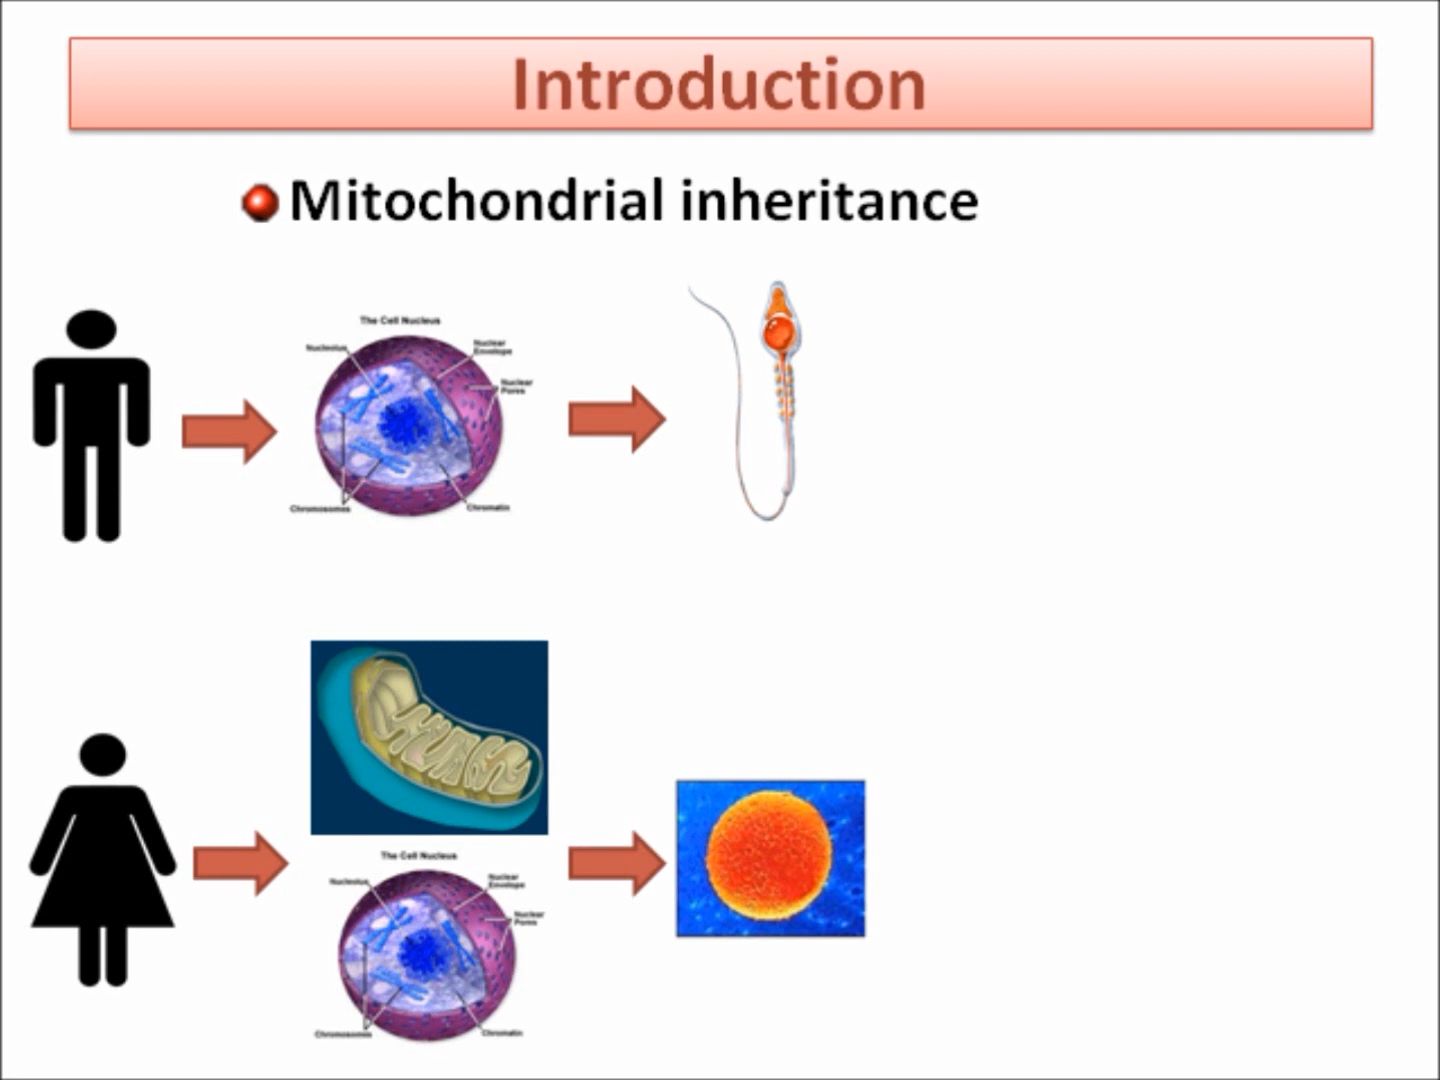 Introduction
Mitochondrial inheritance
The Cell Nucleus
Nucleolus
Nuclear
Envelope
Nuclear
Pores
Chromosomes
Chromatin
The Cell Nucleus
Nucleolus
Nuclear
Envelope
Nuclear
Pores
Chromosomes
Chromatin